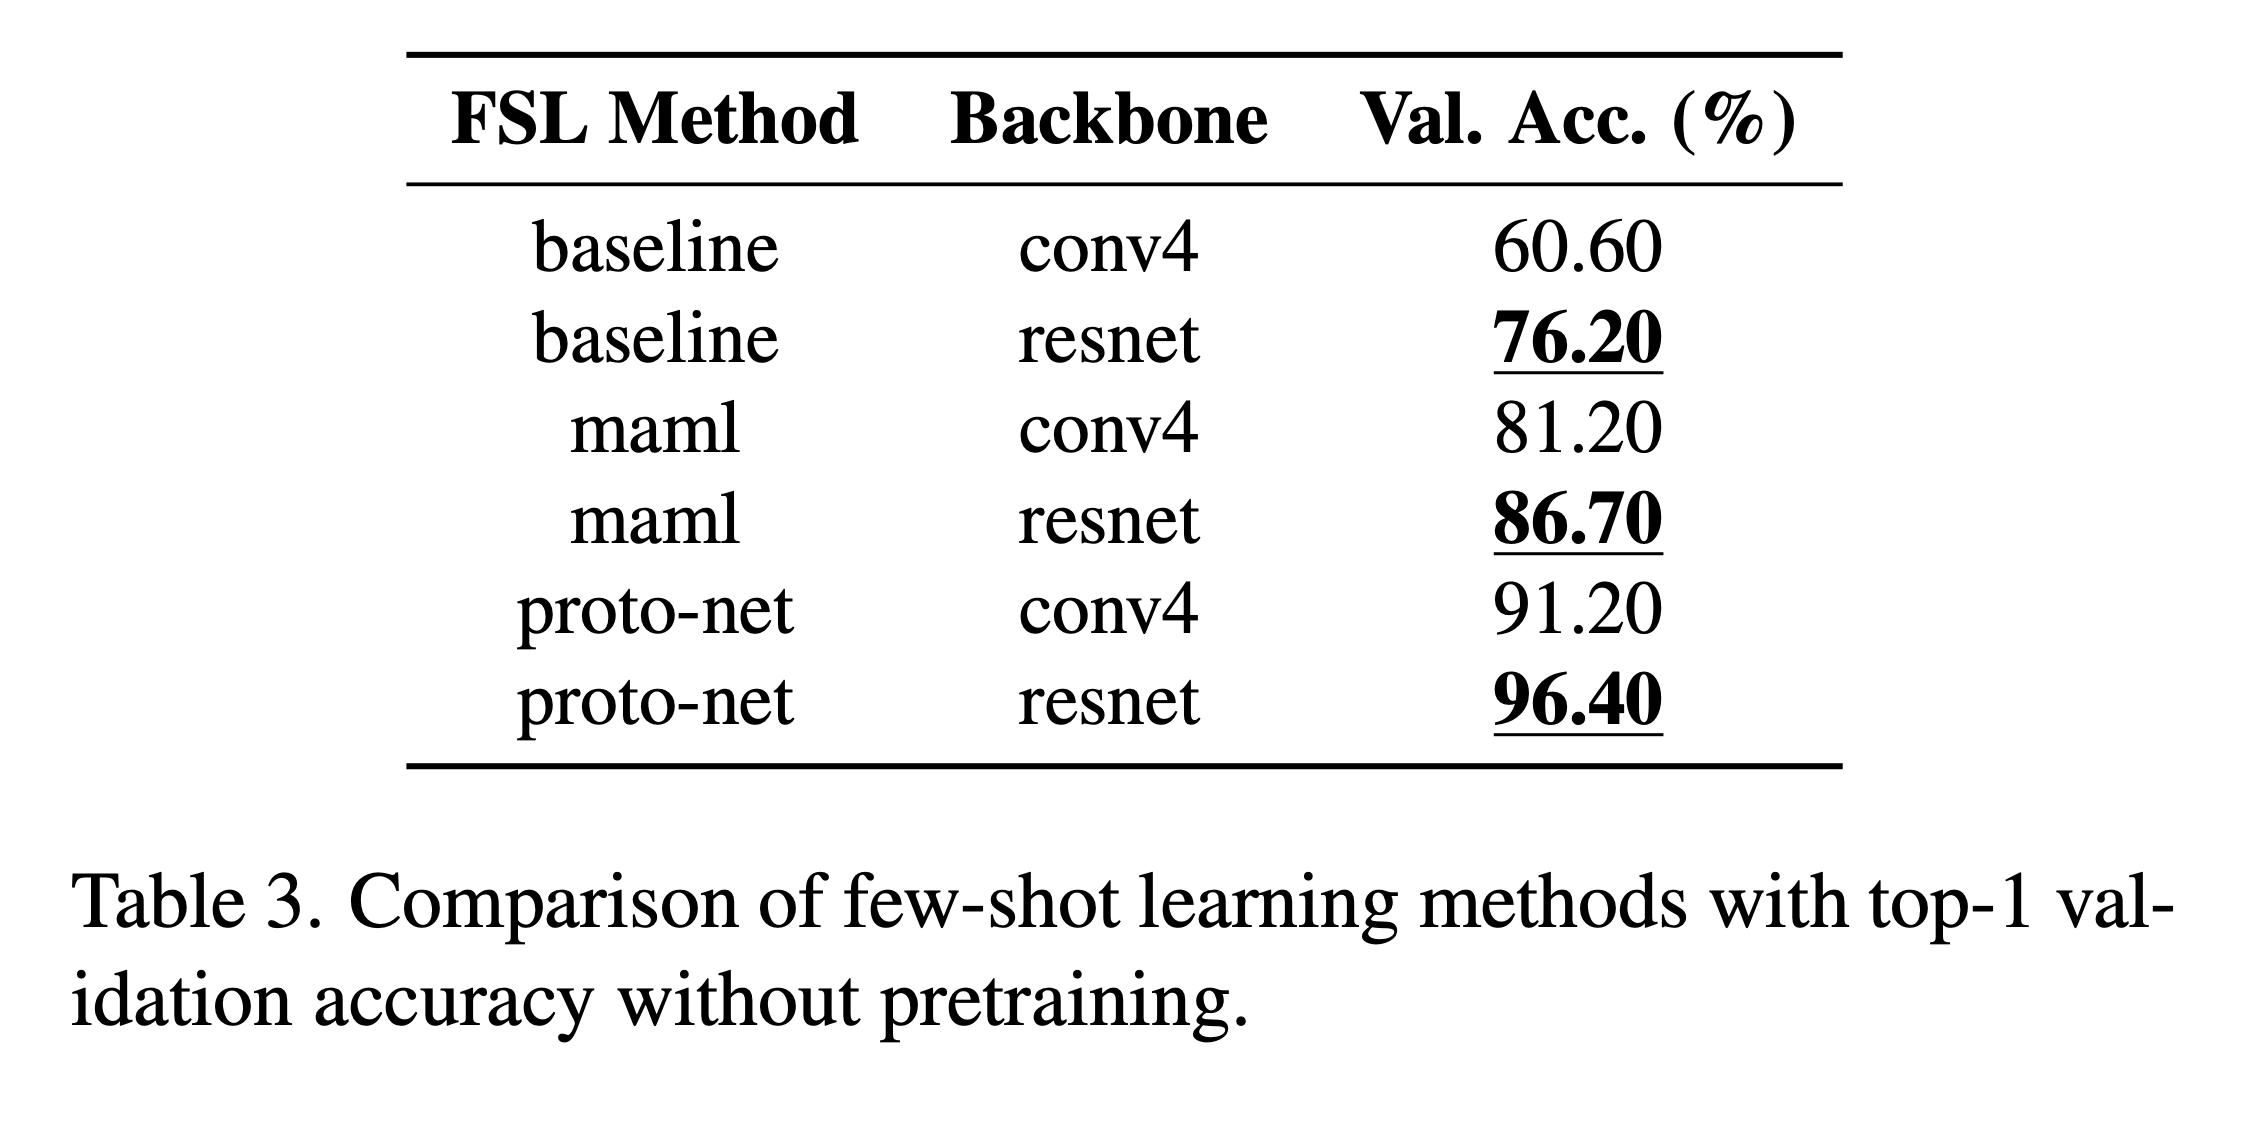 FSL Method Backbone Val. Acc. (%)
baseline conv4 60.60
baseline resnet 76.20
maml conv4 81.20
maml resnet 86.70
proto-net conv4 91.20
proto-net resnet 96.40
Table 3. Comparison of few-shot learning methods with top-1 val-
idation accuracy without pretraining.